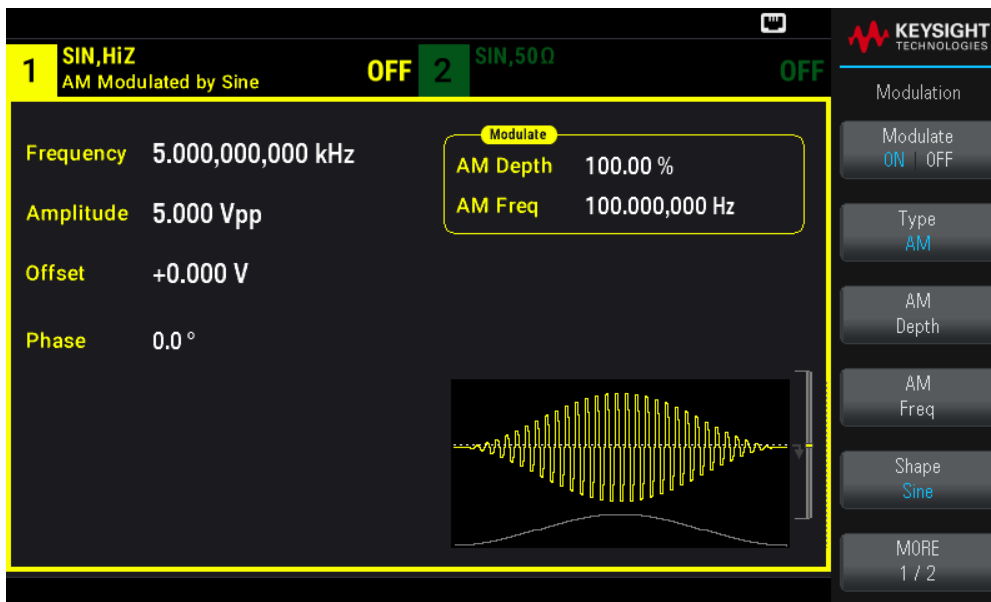 KEYSIGHT
TECHNOLOGIES
1
SIN,HiZ
AM Modulated by Sine
OFF
2
SIN,50Ω
OFF
Frequency 5.000,000,000 kHz
Amplitude 5.000 Vpp
Offset +0.000 V
Phase 0.0 °
Modulate
AM Depth 100.00 %
AM Freq 100.000,000 Hz
Modulation
Modulate
ON | OFF
Type
AM
AM
Depth
AM
Freq
Shape
Sine
MORE
1 / 2